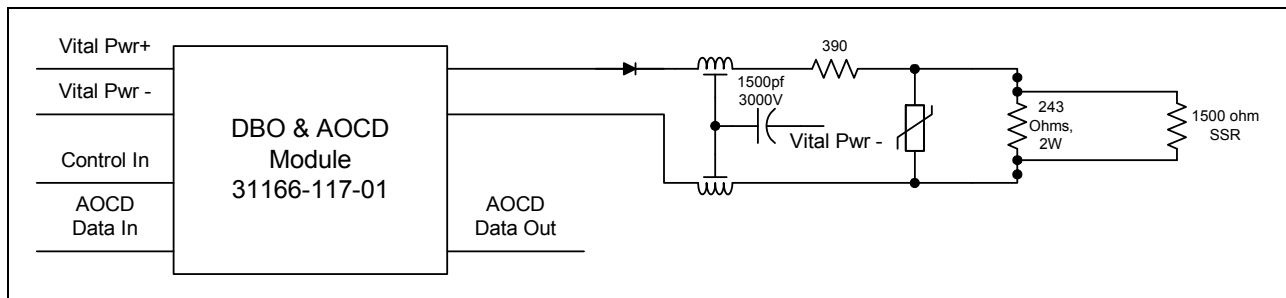 Vital Pwr+
Vital Pwr -
Control In
AOCD
Data In
DBO & AOCD
Module
31166-117-01
AOCD
Data Out
390
1500pf
3000V
Vital Pwr -
243
Ohms,
2W
1500 ohm
SSR